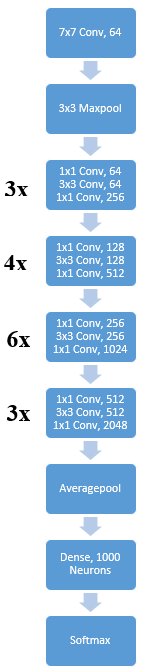 7x7 Conv, 64
3x3 Maxpool
3x
1x1 Conv, 64
3x3 Conv, 64
1x1 Conv, 256
4x
1x1 Conv, 128
3x3 Conv, 128
1x1 Conv, 512
6x
1x1 Conv, 256
3x3 Conv, 256
1x1 Conv, 1024
3x
1x1 Conv, 512
3x3 Conv, 512
1x1 Conv, 2048
Averagepool
Dense, 1000
Neurons
Softmax